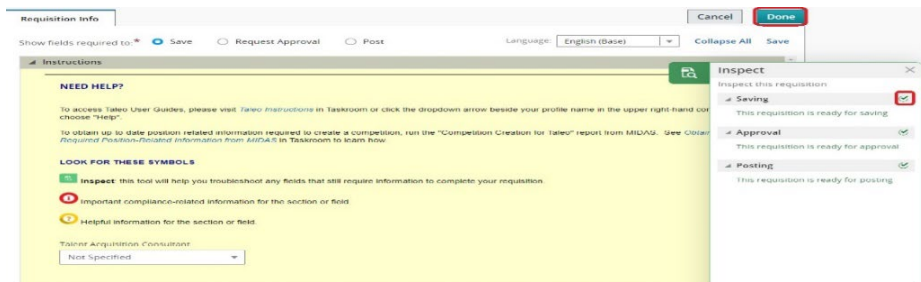 Requisition Info
Cancel
Done
Show fields required to:* Save Request Approval Post
Language: English (Base)
Collapse All Save
Instructions
NEED HELP?
To access Taleo User Guides, please visit Taleo Instructions in Taskroom or click the dropdown arrow beside your profile name in the upper right-hand cor
choose "Help".
To obtain up to date position related information required to create a competition, run the "Competition Creation for Taleo" report from MIDAS. See Obtai
Required Position-Related Information from MIDAS in Taskroom to learn how
LOOK FOR THESE SYMBOLS
Inspect: this tool will help you troubleshoot any fields that still require information to complete your requisition.
Important compliance-related information for the section or field
Helpful information for the section or field
Talent Acquisition Consultant
Not Specified
Inspect
Inspect this requisition
Saving
This requisition is ready for saving
Approval
This requisition is ready for approval
Posting
This requisition is ready for posting